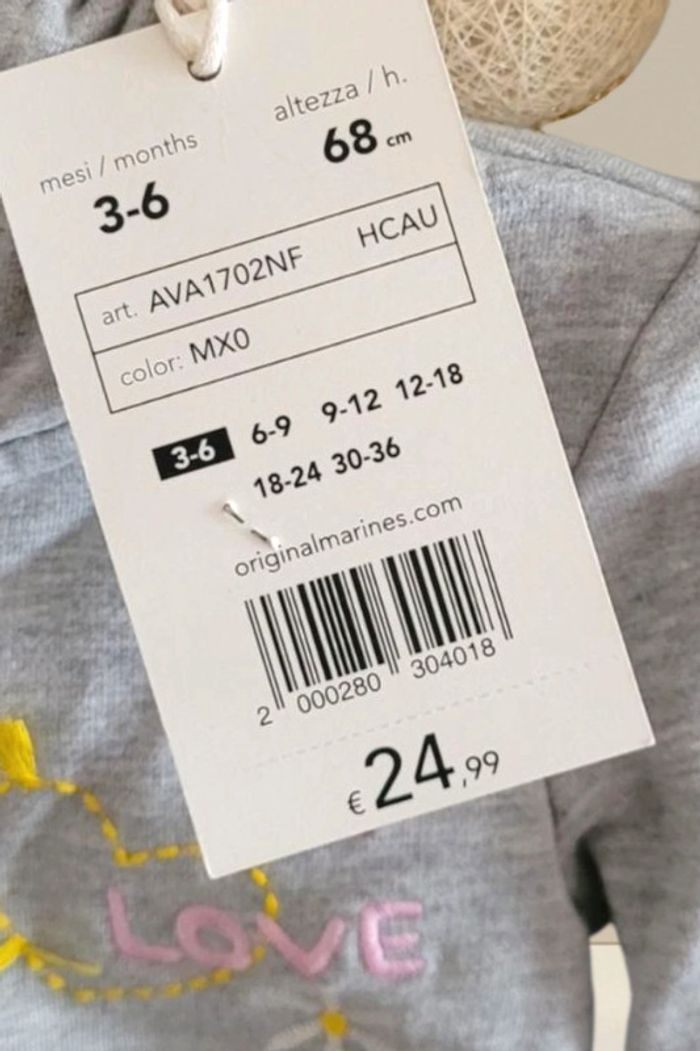 mesi / months altezza / h.
3-6 68 cm
art. AVA1702NF HCAU
color: MX0
3-6 6-9 9-12 12-18
18-24 30-36
originalmarines.com
2 000280 304018
€24,99
LOVE